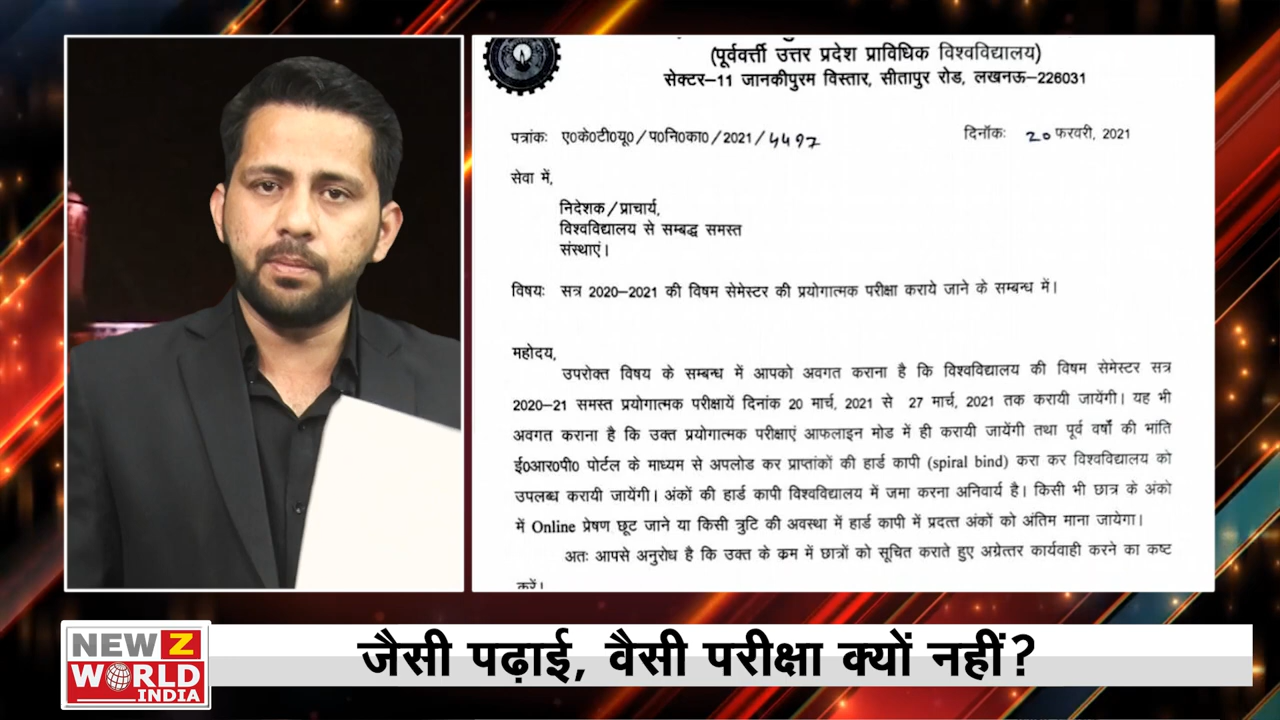 (पूर्ववर्त्ती उत्तर प्रदेश प्राविधिक विश्वविद्यालय)
सेक्टर–11 जानकीपुरम विस्तार, सीतापुर रोड, लखनऊ–226031
पत्रांकः ए0के0टी0यू0/प0नि0का0/2021/4497
दिनाँकः 20 फरवरी, 2021
सेवा में,
निदेशक/प्राचार्य,
विश्वविद्यालय से सम्बद्ध समस्त
संस्थाएं।
विषयः सत्र 2020–2021 की विषम सेमेस्टर की प्रयोगात्मक परीक्षा कराये जाने के सम्बन्ध में।
महोदय,
उपरोक्त विषय के सम्बन्ध में आपको अवगत कराना है कि विश्वविद्यालय की विषम सेमेस्टर सत्र
2020–21 समस्त प्रयोगात्मक परीक्षायें दिनांक 20 मार्च, 2021 से 27 मार्च, 2021 तक करायी जायेंगी। यह भी
अवगत कराना है कि उक्त प्रयोगात्मक परीक्षाएं आफलाइन मोड में ही करायी जायेंगी तथा पूर्व वर्षों की भांति
ई0आर0पी0 पोर्टल के माध्यम से अपलोड कर प्राप्तांकों की हार्ड कापी (spiral bind) करा कर विश्वविद्यालय को
उपलब्ध करायी जायेंगी। अंकों की हार्ड कापी विश्वविद्यालय में जमा करना अनिवार्य है। किसी भी छात्र के अंको
में Online प्रेषण छूट जाने या किसी त्रुटि की अवस्था में हार्ड कापी में प्रदत्त अंकों को अंतिम माना जायेगा।
अतः आपसे अनुरोध है कि उक्त के क्रम में छात्रों को सूचित कराते हुए अग्रेत्तर कार्यवाही करने का कष्ट
करें।
NEWZ
WORLD
INDIA
जैसी पढ़ाई, वैसी परीक्षा क्यों नहीं?